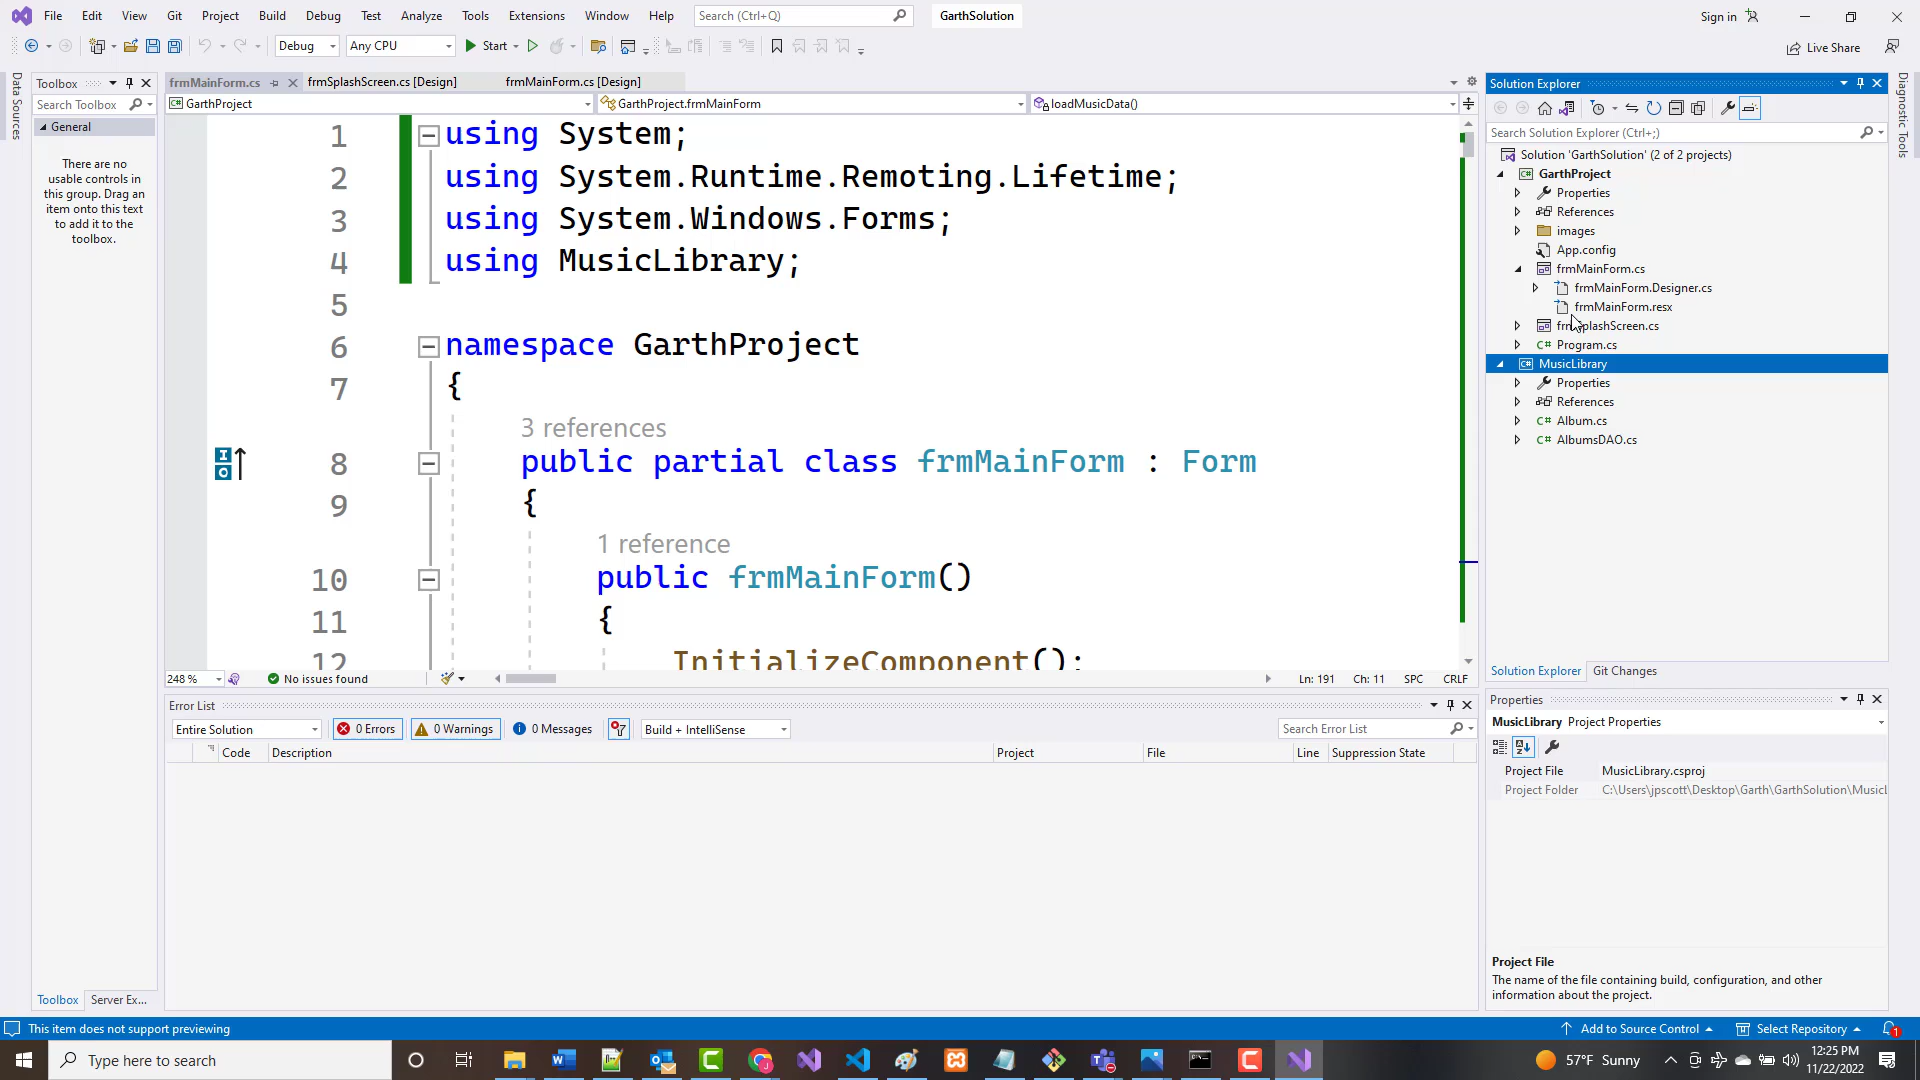 File Edit View Git Project Build Debug Test Analyze Tools Extensions Window Help Search (Ctrl+Q) GarthSolution Sign in
Debug Any CPU Start Live Share
Data Sources
Toolbox
Search Toolbox
General
There are no
usable controls in
this group. Drag an
item onto this text
to add it to the
toolbox.
Toolbox Server Ex...
frmMainForm.cs frmSplashScreen.cs [Design] frmMainForm.cs [Design]
GarthProject GarthProject.frmMainForm loadMusicData()
1 using System;
2 using System.Runtime.Remoting.Lifetime;
3 using System.Windows.Forms;
4 using MusicLibrary;
5
6 namespace GarthProject
7 {
3 references
8 public partial class frmMainForm : Form
9 {
1 reference
10 public frmMainForm()
11 {
12 InitializeComponent();
248 % No issues found Ln: 191 Ch: 11 SPC CRLF
Error List
Entire Solution 0 Errors 0 Warnings 0 Messages Build + IntelliSense Search Error List
Code Description Project File Line Suppression State
Solution Explorer
Search Solution Explorer (Ctrl+;)
Solution 'GarthSolution' (2 of 2 projects)
GarthProject
Properties
References
images
App.config
frmMainForm.cs
frmMainForm.Designer.cs
frmMainForm.resx
frmSplashScreen.cs
Program.cs
MusicLibrary
Properties
References
Album.cs
AlbumsDAO.cs
Solution Explorer Git Changes
Diagnostic Tools
Properties
MusicLibrary Project Properties
Project File MusicLibrary.csproj
Project Folder C:\Users\jpscott\Desktop\Garth\GarthSolution\MusicL
Project File
The name of the file containing build, configuration, and other
information about the project.
This item does not support previewing Add to Source Control Select Repository 1
Type here to search 57°F Sunny 12:25 PM
11/22/2022